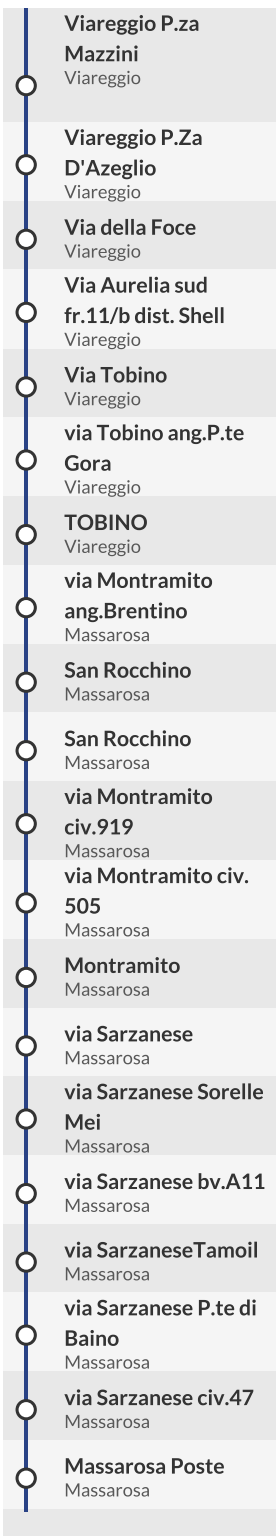 Viareggio P.za
Mazzini
Viareggio
Viareggio P.Za
D'Azeglio
Viareggio
Via della Foce
Viareggio
Via Aurelia sud
fr.11/b dist. Shell
Viareggio
Via Tobino
Viareggio
via Tobino ang.P.te
Gora
Viareggio
TOBINO
Viareggio
via Montramito
ang.Brentino
Massarosa
San Rocchino
Massarosa
San Rocchino
Massarosa
via Montramito
civ.919
Massarosa
via Montramito civ.
505
Massarosa
Montramito
Massarosa
via Sarzanese
Massarosa
via Sarzanese Sorelle
Mei
Massarosa
via Sarzanese bv.A11
Massarosa
via SarzaneseTamoil
Massarosa
via Sarzanese P.te di
Baino
Massarosa
via Sarzanese civ.47
Massarosa
Massarosa Poste
Massarosa